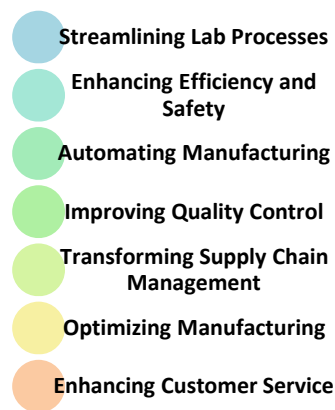 Streamlining Lab Processes
Enhancing Efficiency and
Safety
Automating Manufacturing
Improving Quality Control
Transforming Supply Chain
Management
Optimizing Manufacturing
Enhancing Customer Service